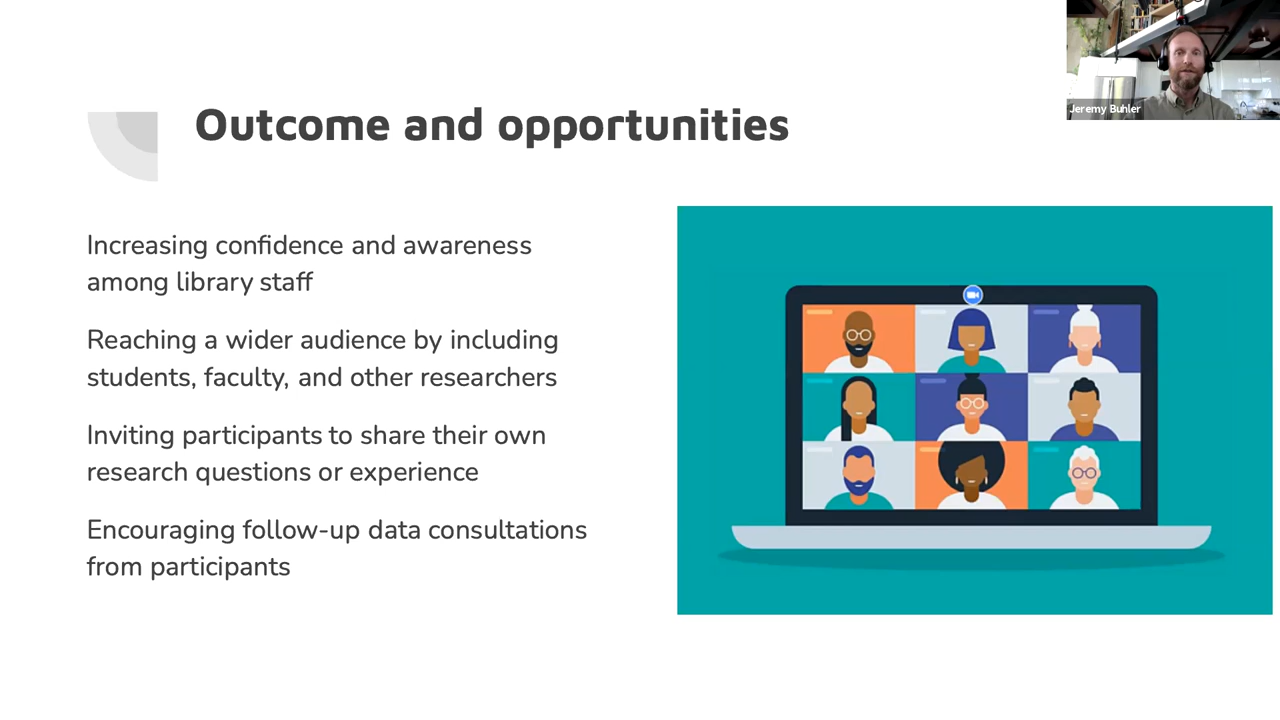 Jeremy Buhler
Outcome and opportunities
Increasing confidence and awareness
among library staff
Reaching a wider audience by including
students, faculty, and other researchers
Inviting participants to share their own
research questions or experience
Encouraging follow-up data consultations
from participants